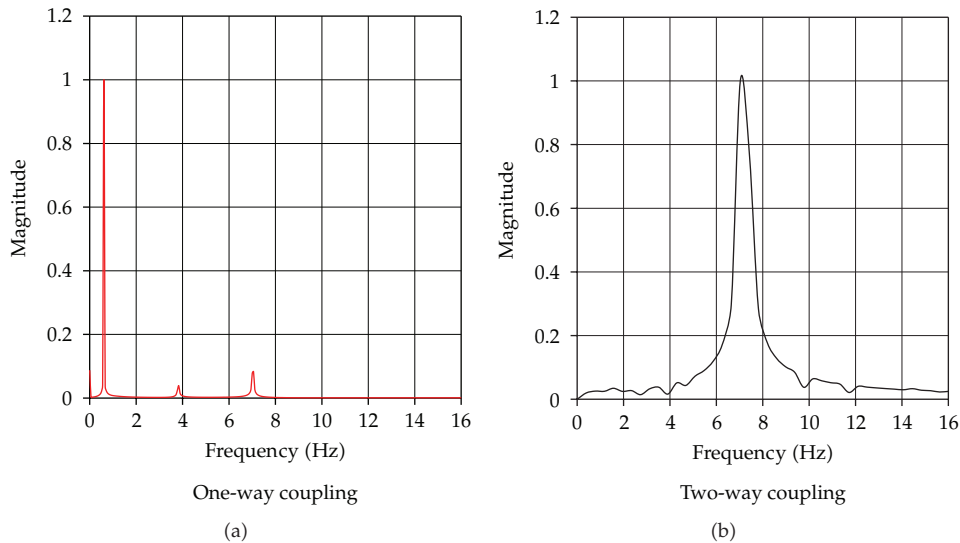 1.2
1
0.8
0.6
0.4
0.2
0
Magnitude
0 2 4 6 8 10 12 14 16
Frequency (Hz)
One-way coupling
(a)
1.2
1
0.8
0.6
0.4
0.2
0
Magnitude
0 2 4 6 8 10 12 14 16
Frequency (Hz)
Two-way coupling
(b)